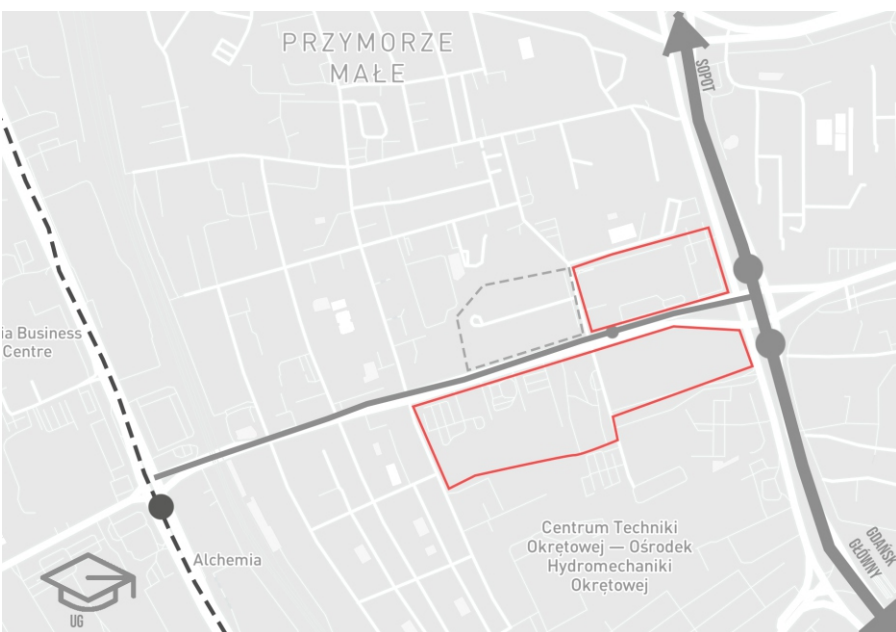 PRZYMORZE
MAŁE
SOPOT
ia Business
Centre
Alchemia
UG
Centrum Techniki
Okrętowej — Ośrodek
Hydromechaniki
Okrętowej
GDAŃSK
GŁÓWNY